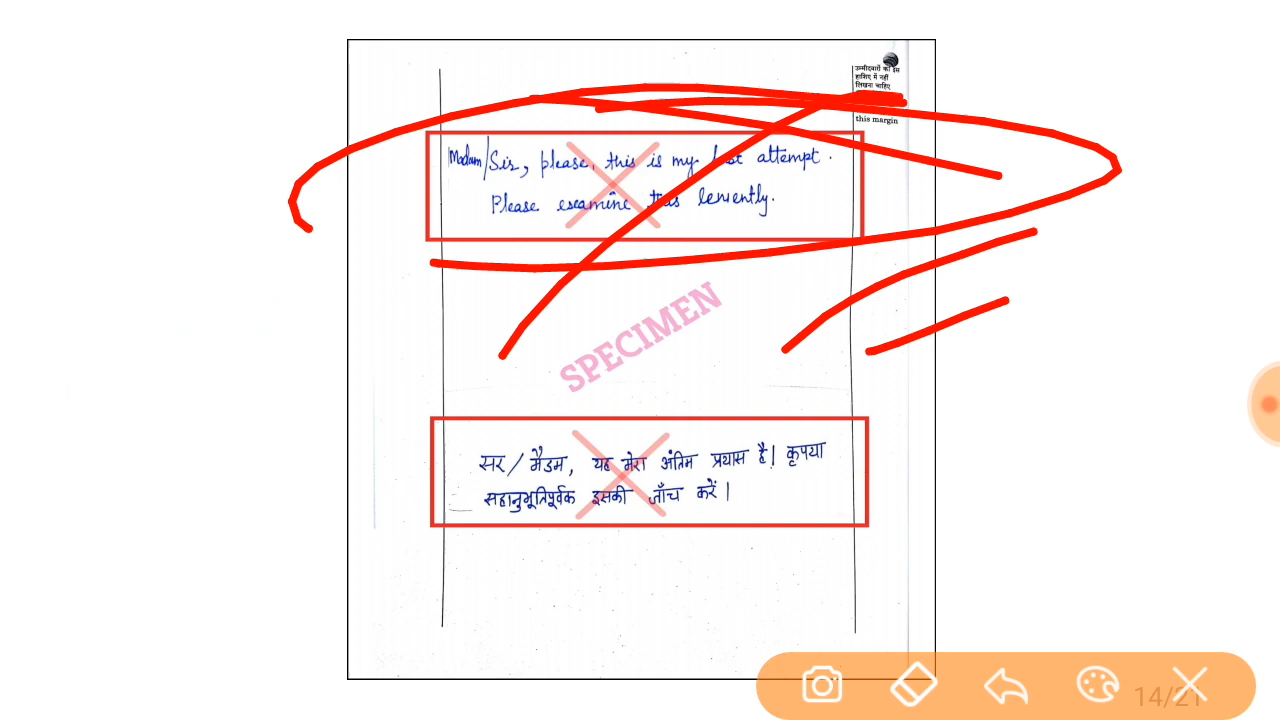 उम्मीदवारों को इस
हाशिए में नहीं
लिखना चाहिए
this margin
Madam/Sir, please, this is my last attempt.
Please examine this leniently.
SPECIMEN
सर/मैडम, यह मेरा अंतिम प्रयास है। कृपया
सहानुभूतिपूर्वक इसकी जाँच करें।
14/21